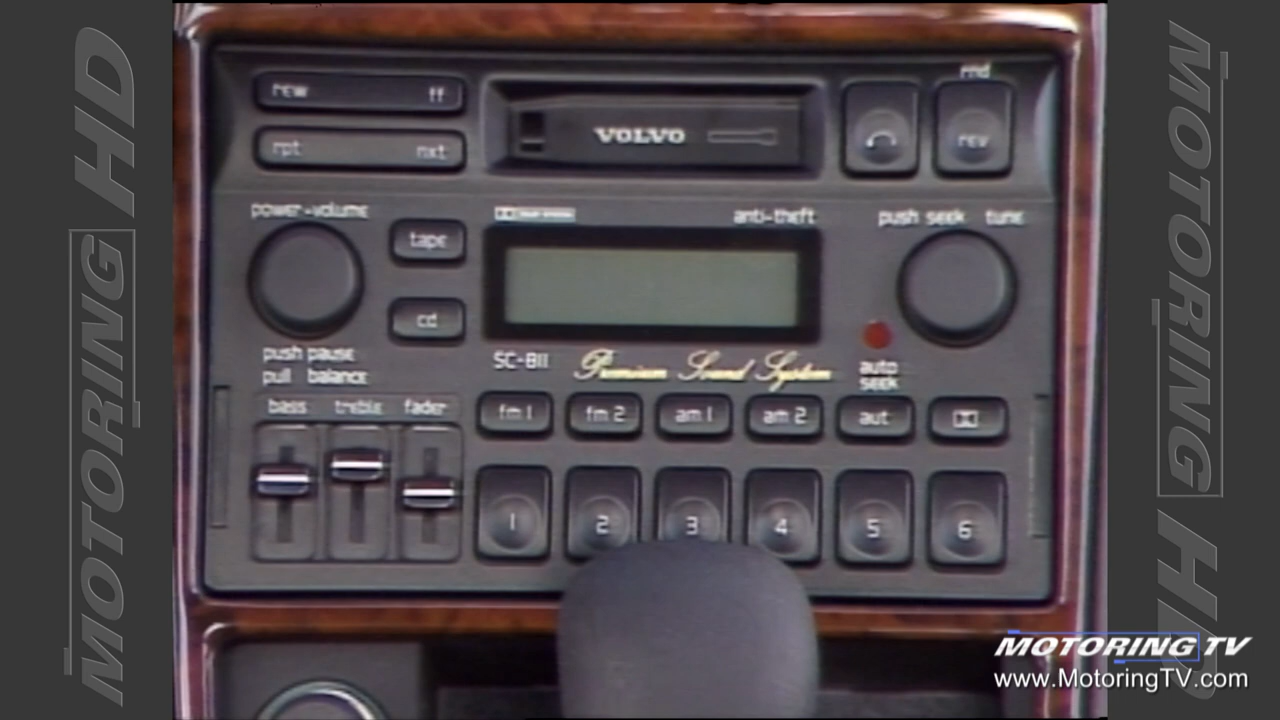 MOTORING HD
rew ff
VOLVO
rnd
rev
rpt nxt
power-volume
anti-theft
push seek tune
tape
cd
push pause
pull balance
SC-811
Premium Sound System
auto
seek
bass treble fader
fm 1 fm 2 am 1 am 2 aut
1 2 3 4 5 6
MOTORING TV
www.MotoringTV.com
MOTORING HD